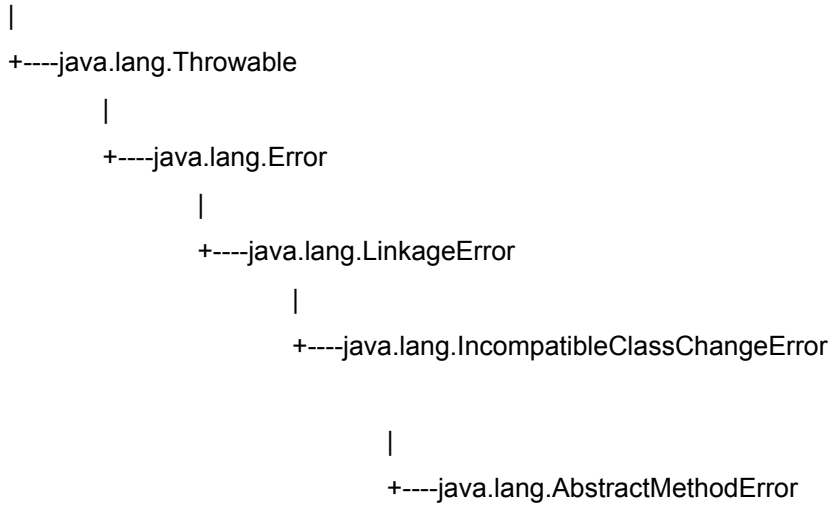 |
+----java.lang.Throwable
|
+----java.lang.Error
|
+----java.lang.LinkageError
|
+----java.lang.IncompatibleClassChangeError
|
+----java.lang.AbstractMethodError